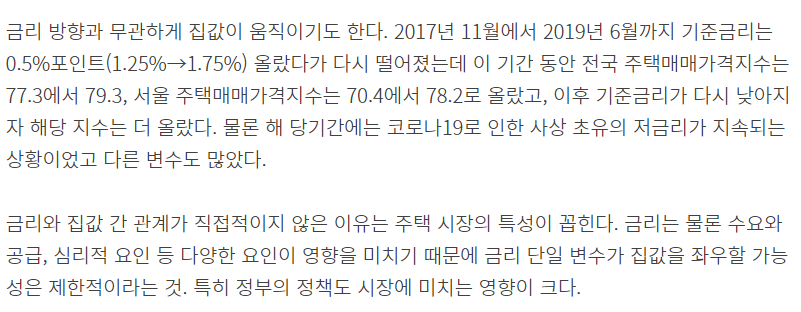 금리 방향과 무관하게 집값이 움직이기도 한다. 2017년 11월에서 2019년 6월까지 기준금리는
0.5%포인트(1.25%→1.75%) 올랐다가 다시 떨어졌는데 이 기간 동안 전국 주택매매가격지수는
77.3에서 79.3, 서울 주택매매가격지수는 70.4에서 78.2로 올랐고, 이후 기준금리가 다시 낮아지
자 해당 지수는 더 올랐다. 물론 해 당기간에는 코로나19로 인한 사상 초유의 저금리가 지속되는
상황이었고 다른 변수도 많았다.
금리와 집값 간 관계가 직접적이지 않은 이유는 주택 시장의 특성이 꼽힌다. 금리는 물론 수요와
공급, 심리적 요인 등 다양한 요인이 영향을 미치기 때문에 금리 단일 변수가 집값을 좌우할 가능
성은 제한적이라는 것. 특히 정부의 정책도 시장에 미치는 영향이 크다.